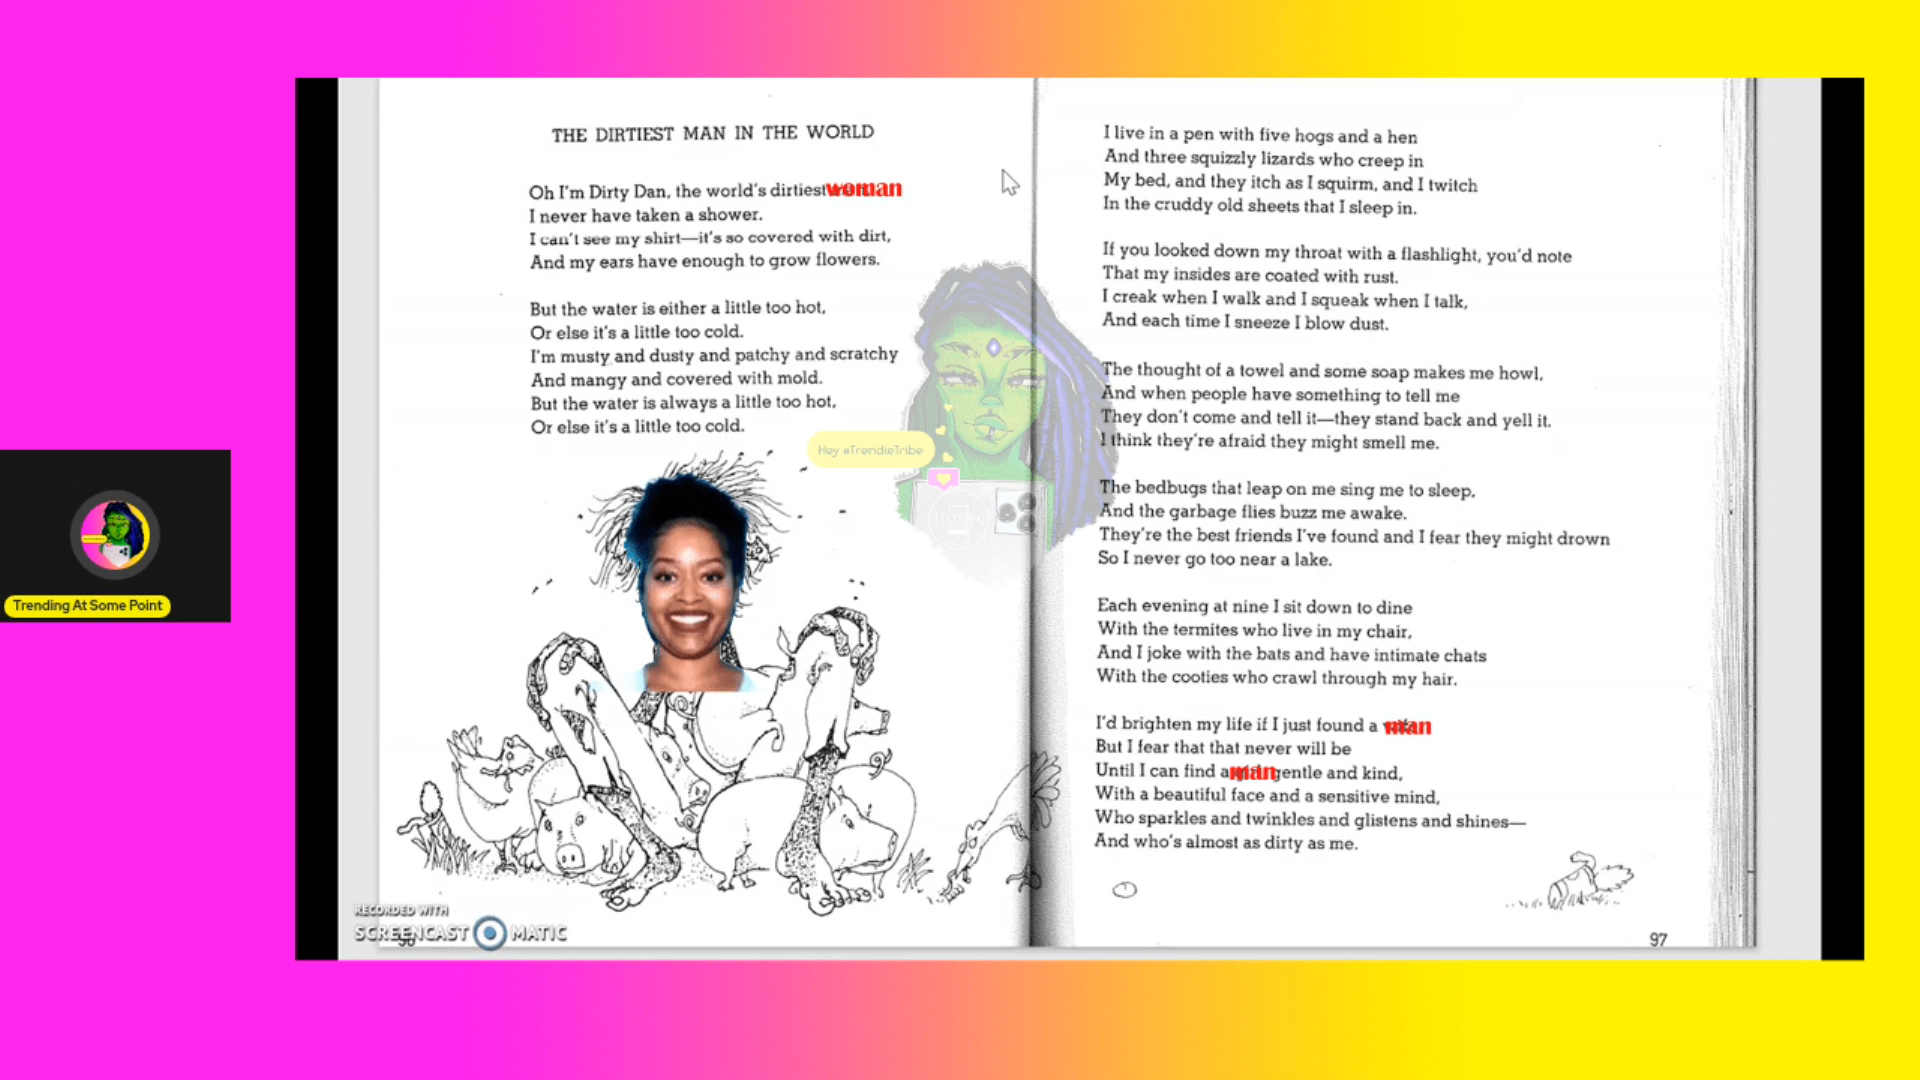 THE DIRTIEST MAN IN THE WORLD
Oh I'm Dirty Dan, the world's dirtiest woman
I never have taken a shower.
I can't see my shirt—it's so covered with dirt,
And my ears have enough to grow flowers.
But the water is either a little too hot,
Or else it's a little too cold.
I'm musty and dusty and patchy and scratchy
And mangy and covered with mold.
But the water is always a little too hot,
Or else it's a little too cold.
Hey #TrendieTribe
Trending At Some Point
RECORDED WITH
SCREENCAST MATIC
I live in a pen with five hogs and a hen
And three squizzly lizards who creep in
My bed, and they itch as I squirm, and I twitch
In the cruddy old sheets that I sleep in.
If you looked down my throat with a flashlight, you'd note
That my insides are coated with rust.
I creak when I walk and I squeak when I talk,
And each time I sneeze I blow dust.
The thought of a towel and some soap makes me howl,
And when people have something to tell me
They don't come and tell it—they stand back and yell it.
I think they're afraid they might smell me.
The bedbugs that leap on me sing me to sleep,
And the garbage flies buzz me awake.
They're the best friends I've found and I fear they might drown
So I never go too near a lake.
Each evening at nine I sit down to dine
With the termites who live in my chair,
And I joke with the bats and have intimate chats
With the cooties who crawl through my hair.
I'd brighten my life if I just found a man
But I fear that that never will be
Until I can find a man gentle and kind,
With a beautiful face and a sensitive mind,
Who sparkles and twinkles and glistens and shines—
And who's almost as dirty as me.
97